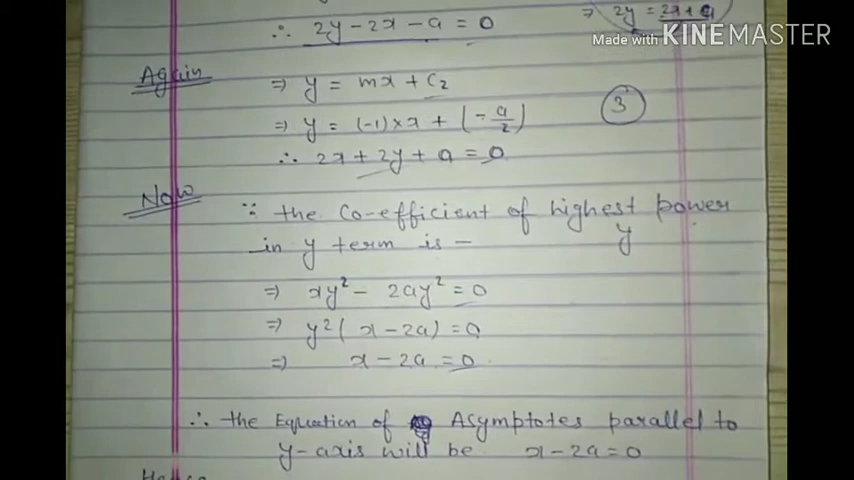 ⇒ 2y = 2x + a
∴ 2y - 2x - a = 0
Made with KINEMASTER
Again ⇒ y = mx + c₂
⇒ y = (-1) × x + (-a/2)
3
∴ 2x + 2y + a = 0
Now ∵ the Co-efficient of highest power
in y term is - y
⇒ xy² - 2ay² = 0
⇒ y² (x - 2a) = 0
⇒ x - 2a = 0
∴ the Equation of Asymptotes parallel to
y-axis will be x - 2a = 0